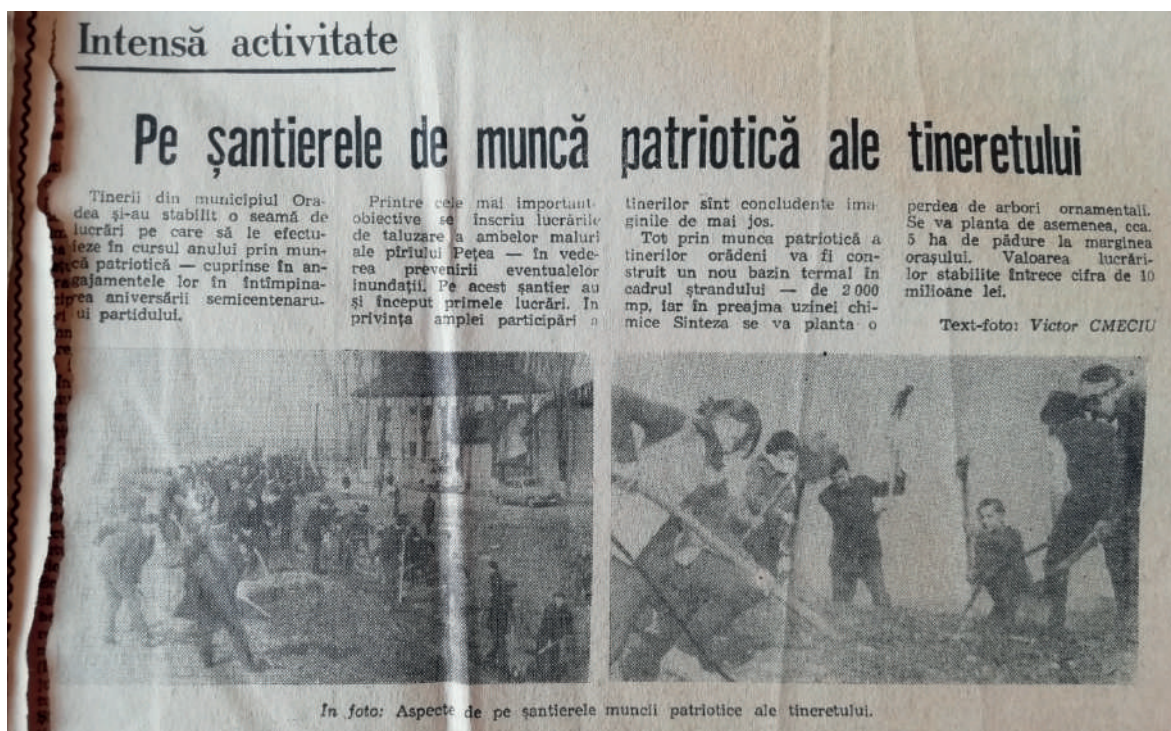 Intensă activitate
Pe șantierele de muncă patriotică ale tineretului
Tinerii din municipiul Ora-
dea și-au stabilit o seamă de
lucrări pe care să le efectu-
eze în cursul anului prin mun-
că patriotică — cuprinse în an-
gajamentele lor în întîmpina-
rea aniversării semicentenaru-
ui partidului.
Printre cele mai important
obiective se înscriu lucrările
de taluzare a ambelor maluri
ale pîrîului Pețea — în vede-
rea prevenirii eventualelor
inundații. Pe acest șantier au
și început primele lucrări. În
privința amplei participări a
tinerilor sînt concludente ima-
ginile de mai jos.
Tot prin munca patriotică a
tinerilor orădeni va fi con-
struit un nou bazin termal în
cadrul ștrandului — de 2 000
mp, iar în preajma uzinei chi-
mice Sinteza se va planta o
perdea de arbori ornamentali.
Se va planta de asemenea, cca.
5 ha de pădure la marginea
orașului. Valoarea lucrări-
lor stabilite întrece cifra de 10
milioane lei.
Text-foto: Victor CMECIU
In foto: Aspecte de pe șantierele muncii patriotice ale tineretului.